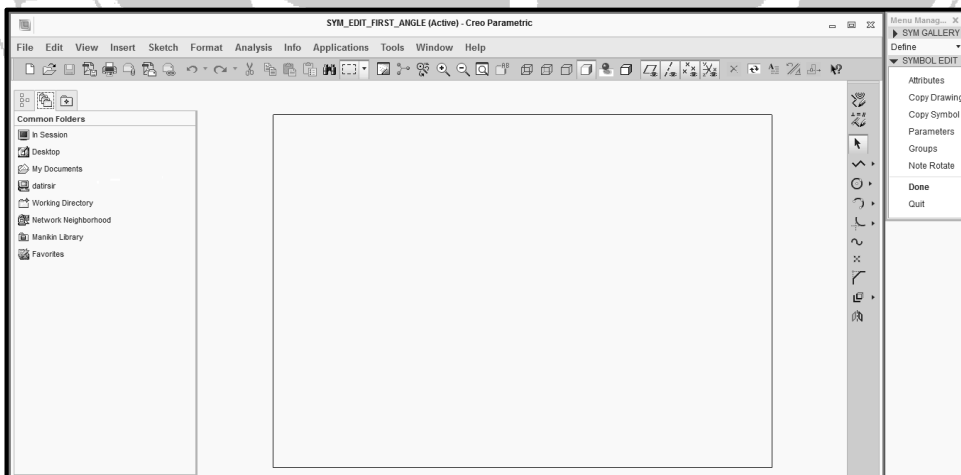 SYM_EDIT_FIRST_ANGLE (Active) - Creo Parametric
File Edit View Insert Sketch Format Analysis Info Applications Tools Window Help
Common Folders
In Session
Desktop
My Documents
datirsir
Working Directory
Network Neighborhood
Manikin Library
Favorites
Menu Manag... X
SYM GALLERY
Define
SYMBOL EDIT
Attributes
Copy Drawing
Copy Symbol
Parameters
Groups
Note Rotate
Done
Quit